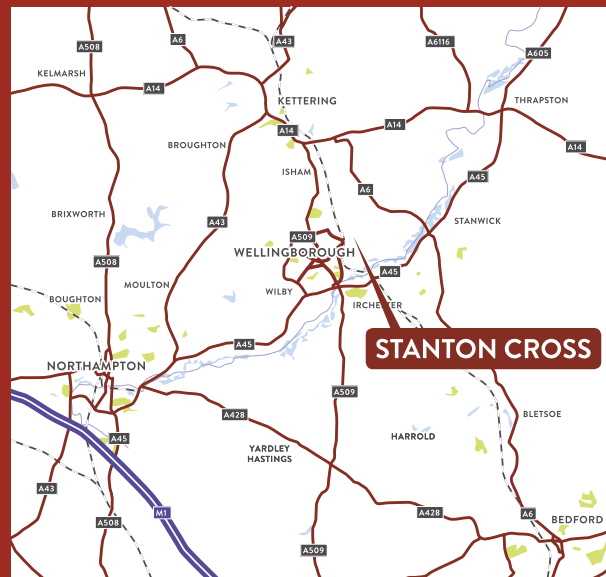 A508
A6
A43
A6116
A605
KELMARSH
A14
KETTERING
THRAPSTON
A14
A14
BROUGHTON
A14
ISHAM
A45
A6
BRIXWORTH
A43
STANWICK
A509
WELLINGBOROUGH
A508
MOULTON
A45
WILBY
BOUGHTON
IRCHESTER
STANTON CROSS
A45
NORTHAMPTON
A509
A428
BLETSOE
A45
HARROLD
YARDLEY
HASTINGS
A43
M1
A428
A6
BEDFORD
A508
A509